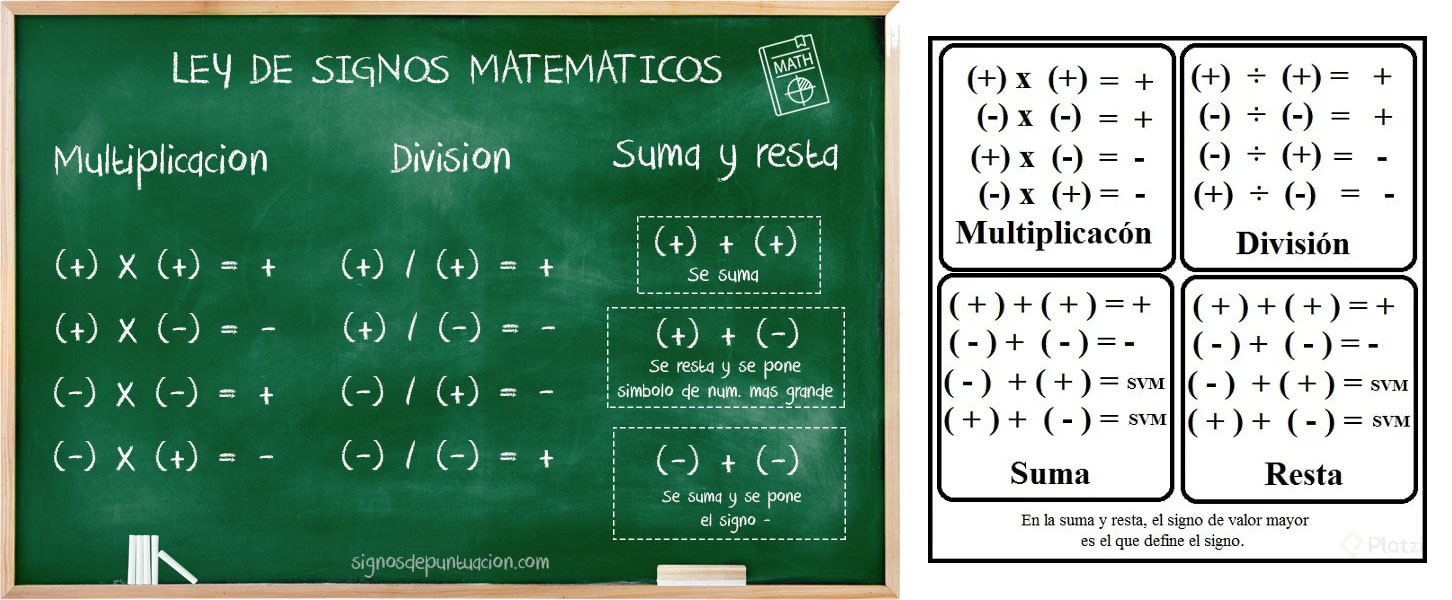 LEY DE SIGNOS MATEMATICOS
MATH
Multiplicacion
(+) X (+) = +
(+) X (-) = -
(-) X (-) = +
(-) X (+) = -
Division
(+) / (+) = +
(+) / (-) = -
(-) / (+) = -
(-) / (-) = +
Suma y resta
(+) + (+)
Se suma
(+) + (-)
Se resta y se pone
simbolo de num. mas grande
(-) + (-)
Se suma y se pone
el signo -
signosdepuntuacion.com
(+) x (+) = +
(-) x (-) = +
(+) x (-) = -
(-) x (+) = -
Multiplicacón
(+) ÷ (+) = +
(-) ÷ (-) = +
(-) ÷ (+) = -
(+) ÷ (-) = -
División
(+) + (+) = +
(-) + (-) = -
(-) + (+) = SVM
(+) + (-) = SVM
Suma
(+) + (+) = +
(-) + (-) = -
(-) + (+) = SVM
(+) + (-) = SVM
Resta
En la suma y resta, el signo de valor mayor
es el que define el signo.
Platzi